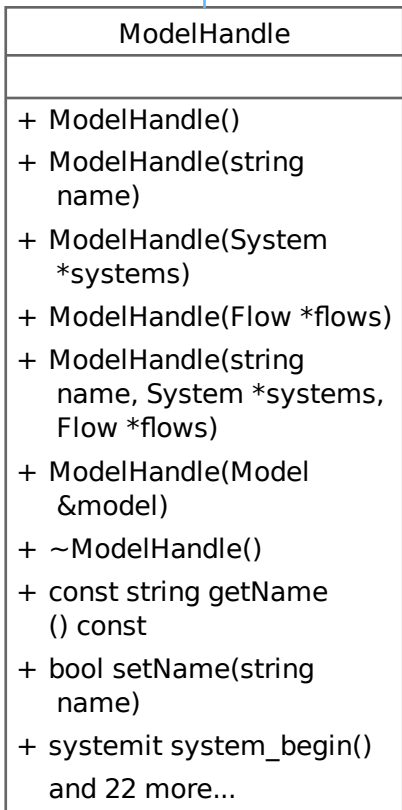 ModelHandle
+ ModelHandle()
+ ModelHandle(string
name)
+ ModelHandle(System
*systems)
+ ModelHandle(Flow *flows)
+ ModelHandle(string
name, System *systems,
Flow *flows)
+ ModelHandle(Model
&model)
+ ~ModelHandle()
+ const string getName
() const
+ bool setName(string
name)
+ systemit system_begin()
and 22 more...